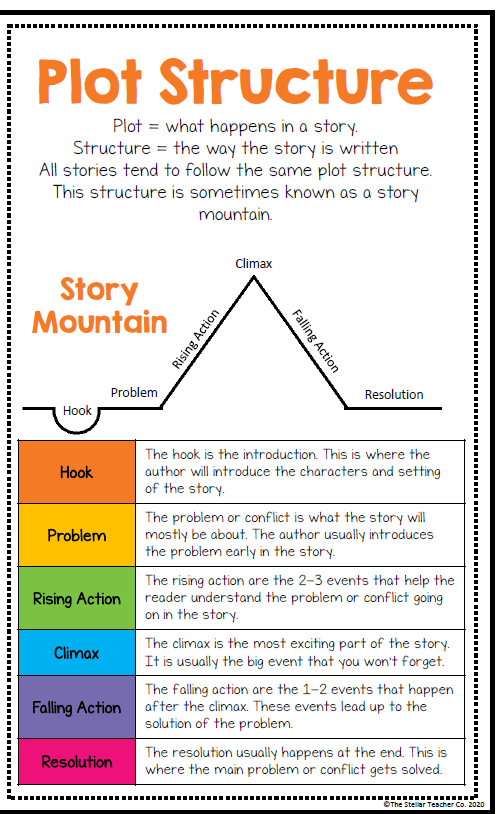 Plot Structure
Plot = what happens in a story.
Structure = the way the story is written
All stories tend to follow the same plot structure.
This structure is sometimes known as a story
mountain.
Climax
Story
Mountain
Rising Action
Falling Action
Problem
Resolution
Hook
Hook
The hook is the introduction. This is where the
author will introduce the characters and setting
of the story.
Problem
The problem or conflict is what the story will
mostly be about. The author usually introduces
the problem early in the story.
Rising Action
The rising action are the 2-3 events that help the
reader understand the problem or conflict going
on in the story.
Climax
The climax is the most exciting part of the story.
It is usually the big event that you won't forget.
Falling Action
The falling action are the 1-2 events that happen
after the climax. These events lead up to the
solution of the problem.
Resolution
The resolution usually happens at the end. This is
where the main problem or conflict gets solved.
©The Stellar Teacher Co. 2020